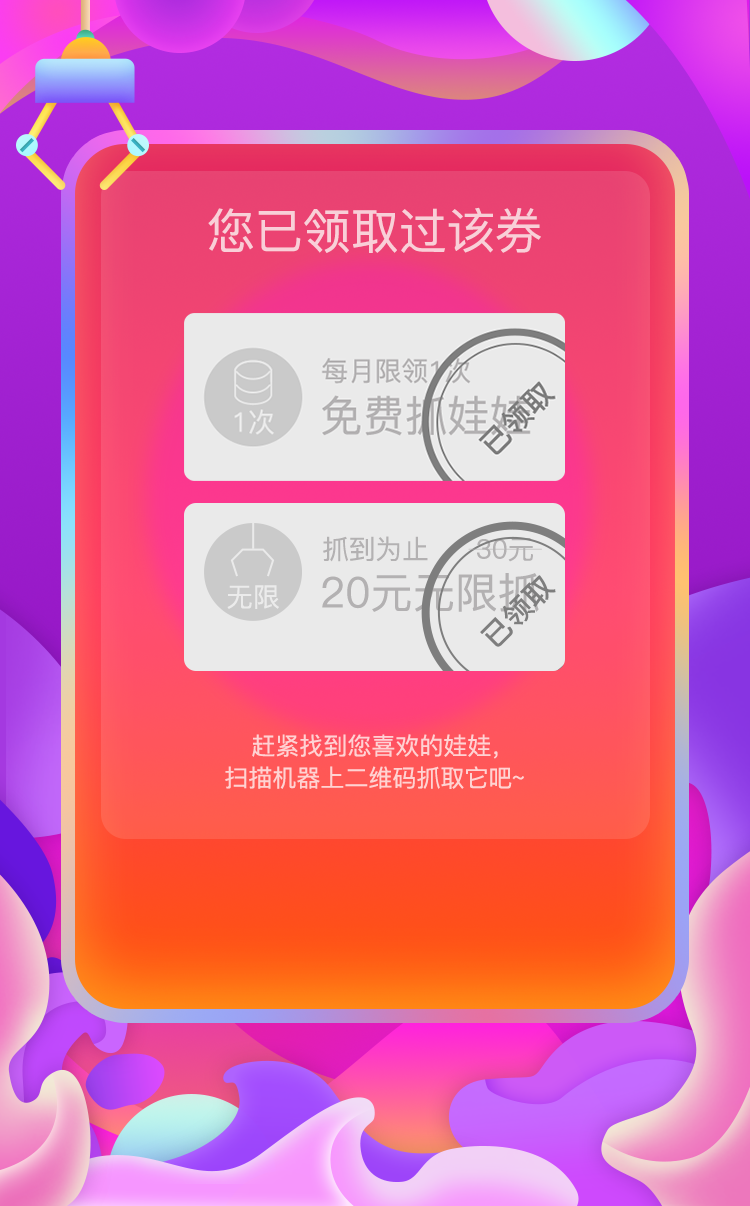 您已领取过该券
每月限领1次
1次
免费抓娃娃
已领取
抓到为止 30元
无限
20元无限抓
已领取
赶紧找到您喜欢的娃娃，
扫描机器上二维码抓取它吧~